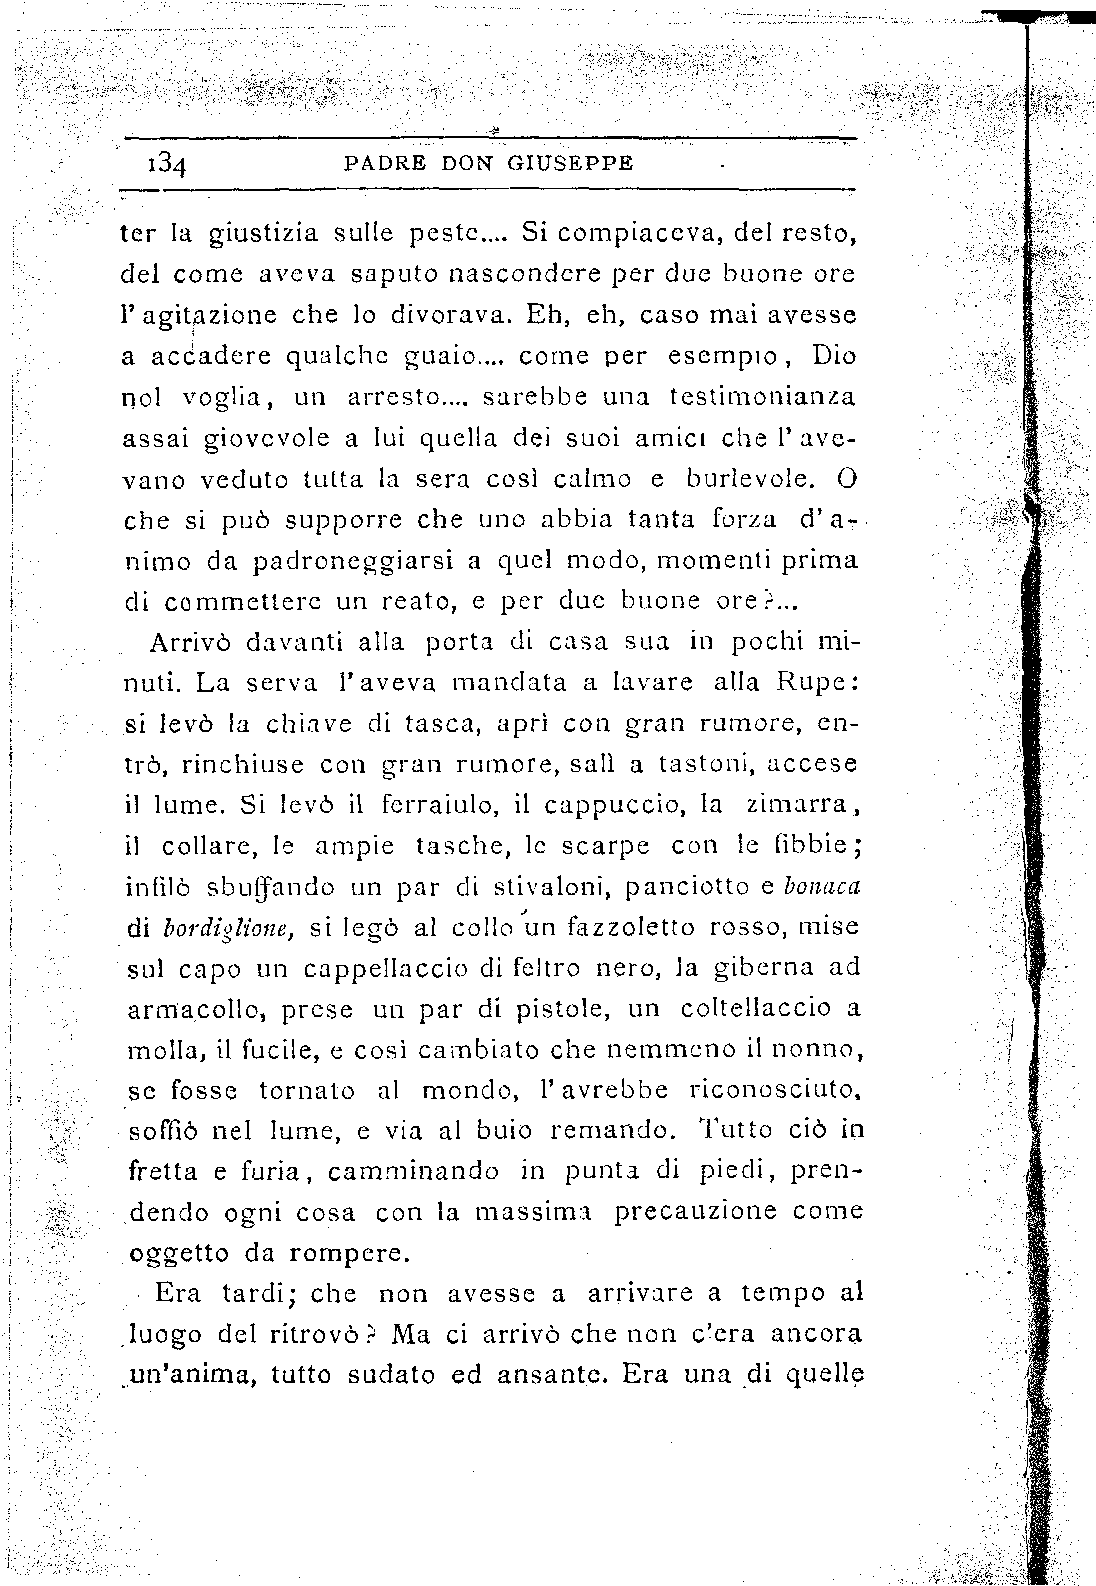 134 PADRE DON GIUSEPPE
ter la giustizia sulle peste.... Si compiaceva, del resto,
del come aveva saputo nascondere per due buone ore
l'agitazione che lo divorava. Eh, eh, caso mai avesse
a accadere qualche guaio.... come per esempio, Dio
nol voglia, un arresto.... sarebbe una testimonianza
assai giovevole a lui quella dei suoi amici che l'ave-
vano veduto tutta la sera così calmo e burlevole. O
che si può supporre che uno abbia tanta forza d'a-
nimo da padroneggiarsi a quel modo, momenti prima
di commettere un reato, e per due buone ore?...
Arrivò davanti alla porta di casa sua in pochi mi-
nuti. La serva l'aveva mandata a lavare alla Rupe:
si levò la chiave di tasca, aprì con gran rumore, en-
trò, rinchiuse con gran rumore, salì a tastoni, accese
il lume. Si levò il ferraiulo, il cappuccio, la zimarra,
il collare, le ampie tasche, le scarpe con le fibbie;
infilò sbuffando un par di stivaloni, panciotto e bonaca
di bordiglione, si legò al collo un fazzoletto rosso, mise
sul capo un cappellaccio di feltro nero, la giberna ad
armacollo, prese un par di pistole, un coltellaccio a
molla, il fucile, e così cambiato che nemmeno il nonno,
se fosse tornato al mondo, l'avrebbe riconosciuto,
soffiò nel lume, e via al buio remando. Tutto ciò in
fretta e furia, camminando in punta di piedi, pren-
dendo ogni cosa con la massima precauzione come
oggetto da rompere.
Era tardi; che non avesse a arrivare a tempo al
luogo del ritrovò? Ma ci arrivò che non c'era ancora
un'anima, tutto sudato ed ansante. Era una di quelle